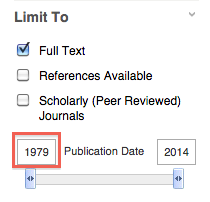 Limit To
Full Text
References Available
Scholarly (Peer Reviewed)
Journals
1979 Publication Date 2014